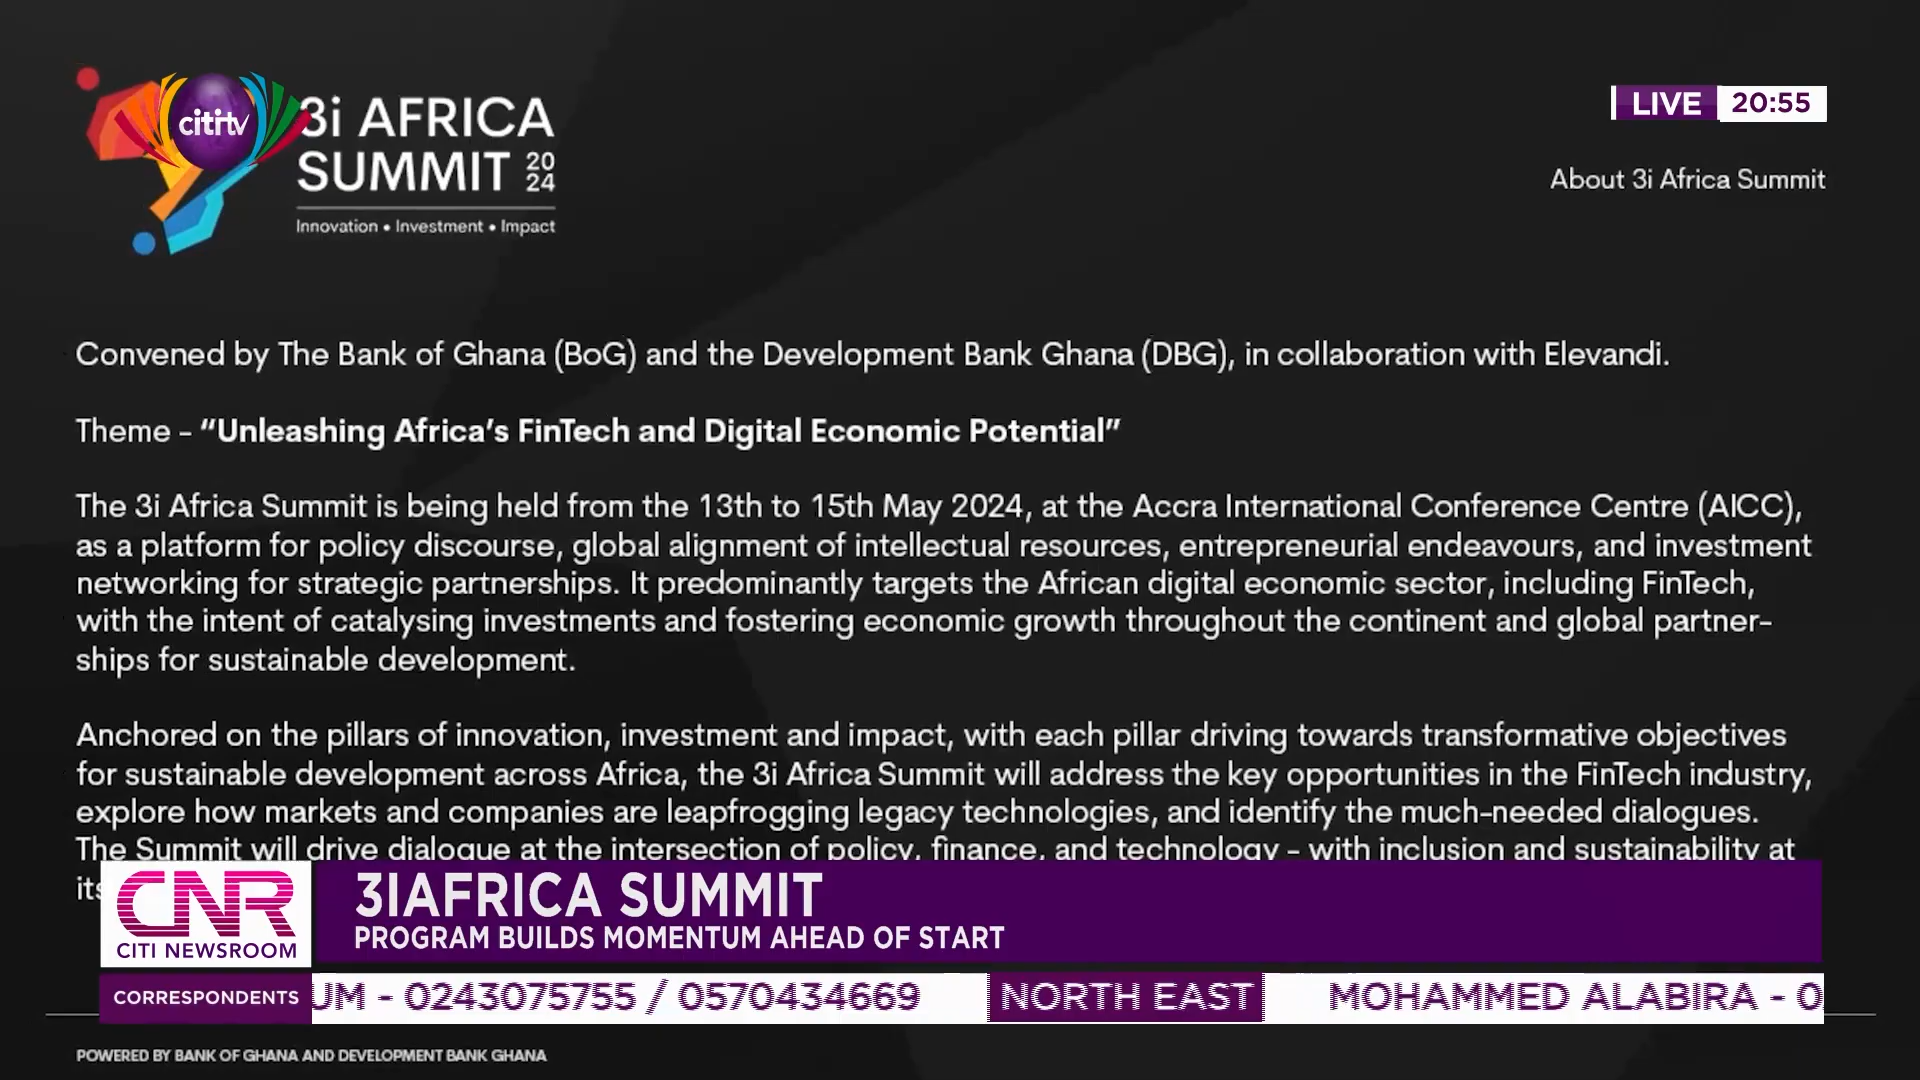 cititv
3i AFRICA
SUMMIT 20
24
Innovation • Investment • Impact
LIVE 20:55
About 3i Africa Summit
Convened by The Bank of Ghana (BoG) and the Development Bank Ghana (DBG), in collaboration with Elevandi.
Theme - “Unleashing Africa’s FinTech and Digital Economic Potential”
The 3i Africa Summit is being held from the 13th to 15th May 2024, at the Accra International Conference Centre (AICC),
as a platform for policy discourse, global alignment of intellectual resources, entrepreneurial endeavours, and investment
networking for strategic partnerships. It predominantly targets the African digital economic sector, including FinTech,
with the intent of catalysing investments and fostering economic growth throughout the continent and global partner-
ships for sustainable development.
Anchored on the pillars of innovation, investment and impact, with each pillar driving towards transformative objectives
for sustainable development across Africa, the 3i Africa Summit will address the key opportunities in the FinTech industry,
explore how markets and companies are leapfrogging legacy technologies, and identify the much-needed dialogues.
The Summit will drive dialogue at the intersection of policy, finance, and technology - with inclusion and sustainability at
its
CNR
CITI NEWSROOM
3IAFRICA SUMMIT
PROGRAM BUILDS MOMENTUM AHEAD OF START
CORRESPONDENTS UM - 0243075755 / 0570434669 NORTH EAST MOHAMMED ALABIRA - 0
POWERED BY BANK OF GHANA AND DEVELOPMENT BANK GHANA